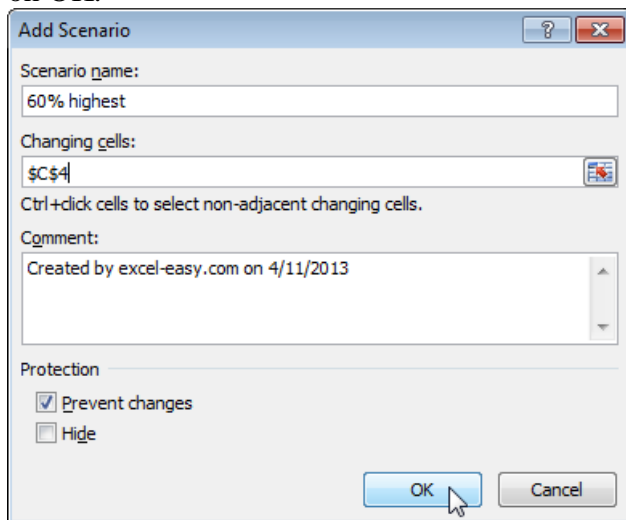 on OK.
Add Scenario
Scenario name:
60% highest
Changing cells:
$C$4
Ctrl+click cells to select non-adjacent changing cells.
Comment:
Created by excel-easy.com on 4/11/2013
Protection
Prevent changes
Hide
OK Cancel